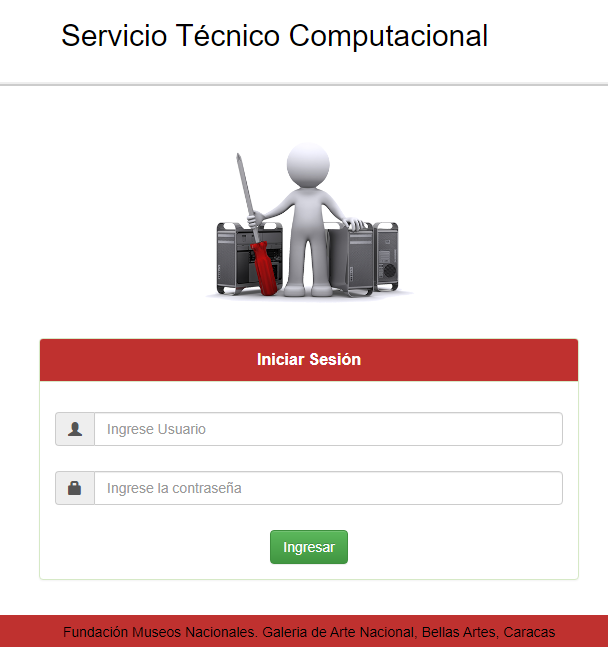 Servicio Técnico Computacional
Iniciar Sesión
Ingrese Usuario
Ingrese la contraseña
Ingresar
Fundación Museos Nacionales. Galeria de Arte Nacional, Bellas Artes, Caracas